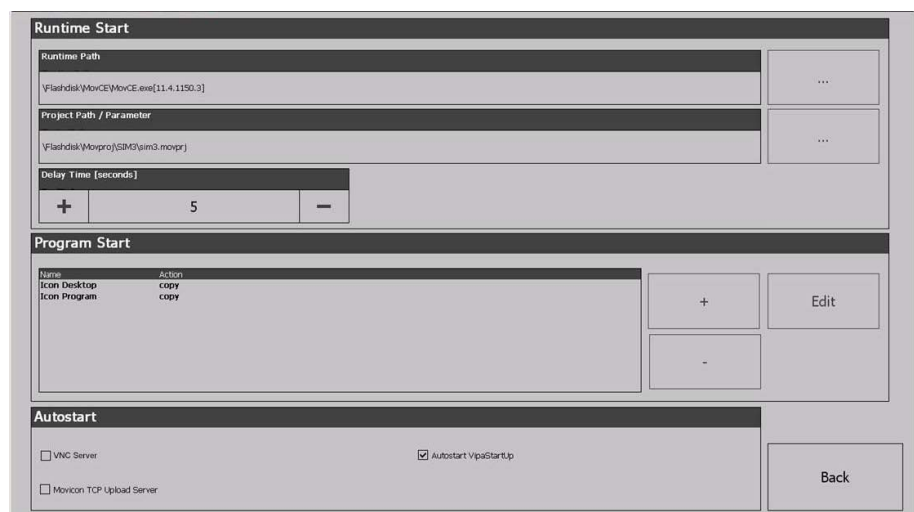 Runtime Start
Runtime Path
\Flashdisk\MovCE\MovCE.exe[11.4.1150.3]
...
Project Path / Parameter
\Flashdisk\Movproj\SIM3\sim3.movprj
...
Delay Time [seconds]
+ 5 −
Program Start
Name Action
Icon Desktop copy
Icon Program copy
+ Edit
-
Autostart
VNC Server Autostart VipaStartUp
Movicon TCP Upload Server
Back